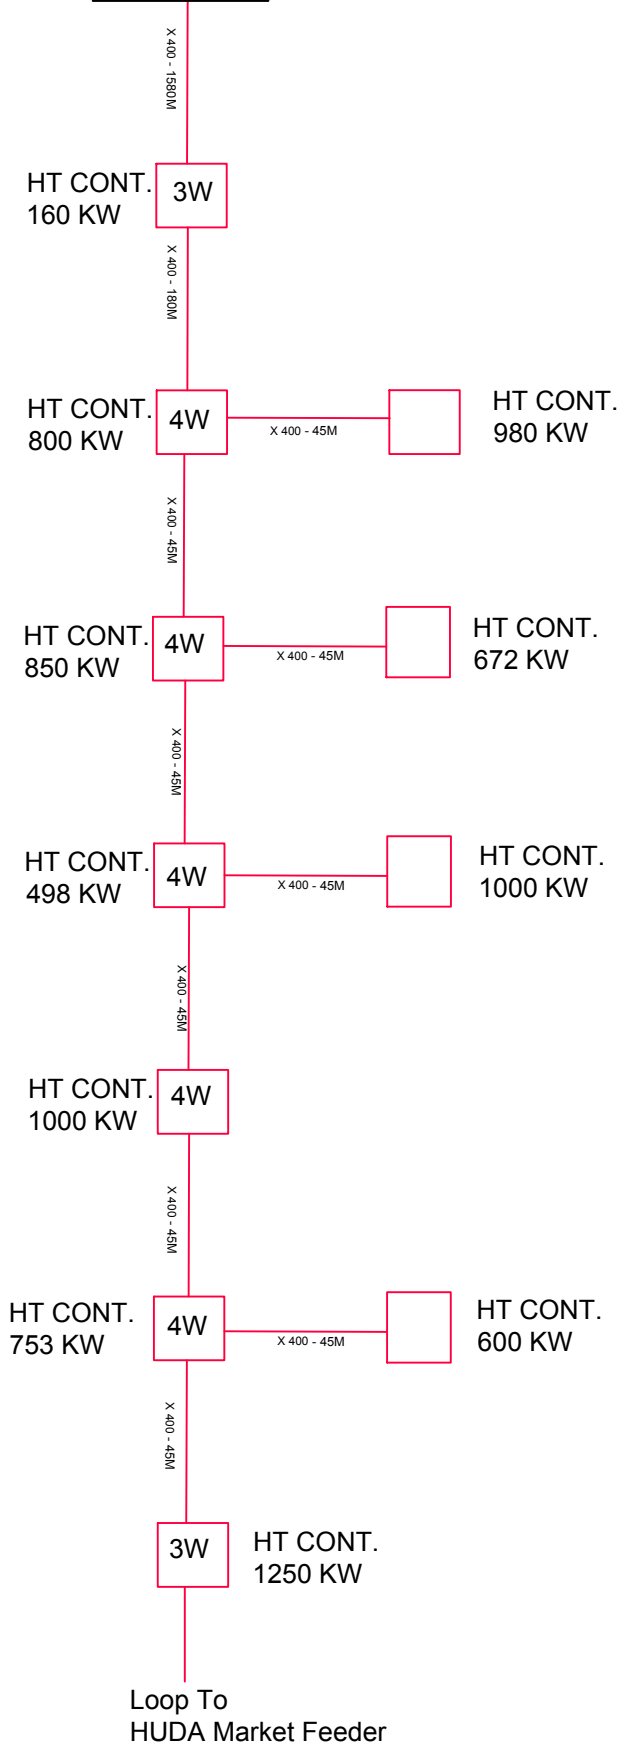 X 400 - 1580M
HT CONT.
160 KW
3W
X 400 - 180M
HT CONT.
800 KW
4W
X 400 - 45M
HT CONT.
980 KW
X 400 - 45M
HT CONT.
850 KW
4W
X 400 - 45M
HT CONT.
672 KW
X 400 - 45M
HT CONT.
498 KW
4W
X 400 - 45M
HT CONT.
1000 KW
X 400 - 45M
HT CONT.
1000 KW
4W
X 400 - 45M
HT CONT.
753 KW
4W
X 400 - 45M
HT CONT.
600 KW
X 400 - 45M
3W
HT CONT.
1250 KW
Loop To
HUDA Market Feeder